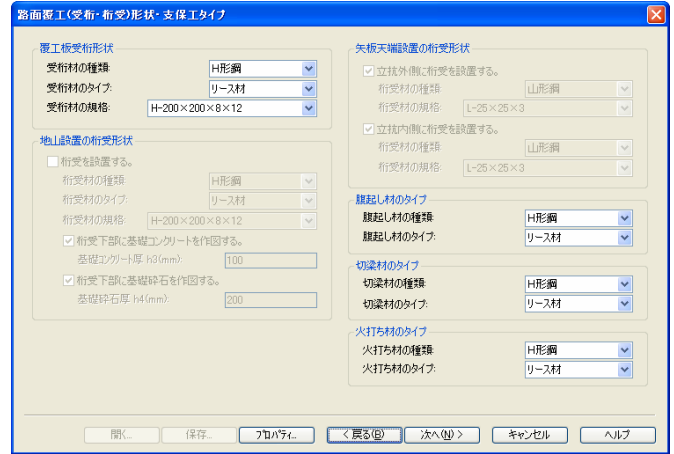 路面覆工(受桁・桁受)形状・支保工タイプ
覆工板受桁形状
受桁材の種類:
H形鋼
受桁材のタイプ:
リース材
受桁材の規格:
H-200×200×8×12
地山設置の桁受形状
桁受を設置する。
桁受材の種類:
H形鋼
桁受材のタイプ:
リース材
桁受材の規格:
H-200×200×8×12
桁受下部に基礎コンクリートを作図する。
基礎コンクリート厚 h3(mm):
100
桁受下部に基礎砕石を作図する。
基礎砕石厚 h4(mm):
200
矢板天端設置の桁受形状
立抗外側に桁受を設置する。
桁受材の種類:
山形鋼
桁受材の規格:
L-25×25×3
立抗内側に桁受を設置する。
桁受材の種類:
山形鋼
桁受材の規格:
L-25×25×3
腹起し材のタイプ
腹起し材の種類:
H形鋼
腹起し材のタイプ:
リース材
切梁材のタイプ
切梁材の種類:
H形鋼
切梁材のタイプ:
リース材
火打ち材のタイプ
火打ち材の種類:
H形鋼
火打ち材のタイプ:
リース材
開く...
保存...
プロパティ...
< 戻る(B)
次へ(N) >
キャンセル
ヘルプ